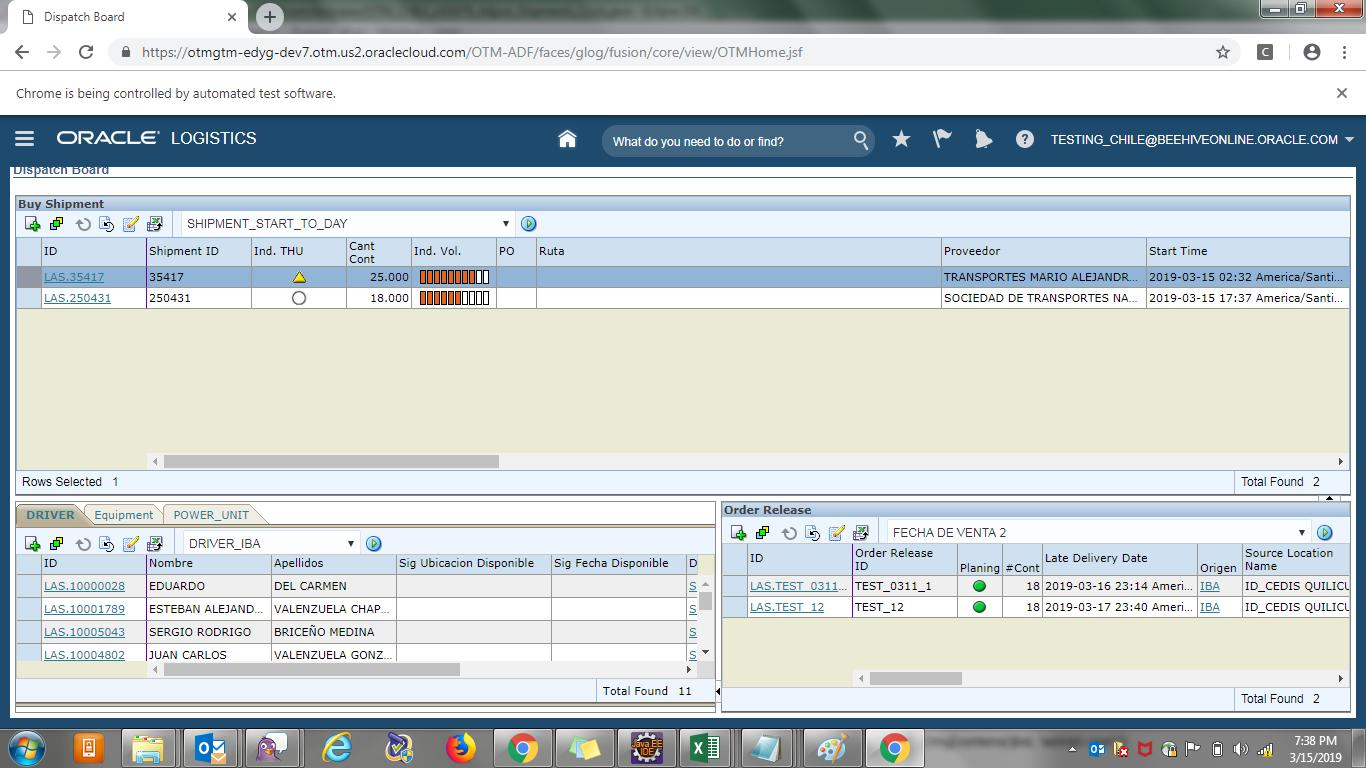 Dispatch Board
https://otmgtm-edyg-dev7.otm.us2.oraclecloud.com/OTM-ADF/faces/glog/fusion/core/view/OTMHome.jsf
Chrome is being controlled by automated test software.
ORACLE LOGISTICS What do you need to do or find? TESTING_CHILE@BEEHIVEONLINE.ORACLE.COM
Dispatch Board
Buy Shipment
SHIPMENT_START_TO_DAY
ID Shipment ID Ind. THU Cant Cont Ind. Vol. PO Ruta Proveedor Start Time
LAS.35417 35417 25.000 TRANSPORTES MARIO ALEJANDR... 2019-03-15 02:32 America/Santi...
LAS.250431 250431 18.000 SOCIEDAD DE TRANSPORTES NA... 2019-03-15 17:37 America/Santi...
Rows Selected 1 Total Found 2
DRIVER Equipment POWER_UNIT
DRIVER_IBA
ID Nombre Apellidos Sig Ubicacion Disponible Sig Fecha Disponible D
LAS.10000028 EDUARDO DEL CARMEN S
LAS.10001789 ESTEBAN ALEJAND... VALENZUELA CHAP... S
LAS.10005043 SERGIO RODRIGO BRICEÑO MEDINA S
LAS.10004802 JUAN CARLOS VALENZUELA GONZ... S
Total Found 11
Order Release
FECHA DE VENTA 2
ID Order Release ID Planing #Cont Late Delivery Date Origen Source Location Name
LAS.TEST_0311... TEST_0311_1 18 2019-03-16 23:14 Ameri... IBA ID_CEDIS QUILICU
LAS.TEST_12 TEST_12 18 2019-03-17 23:40 Ameri... IBA ID_CEDIS QUILICU
Total Found 2
Java EE IDE
7:38 PM
3/15/2019